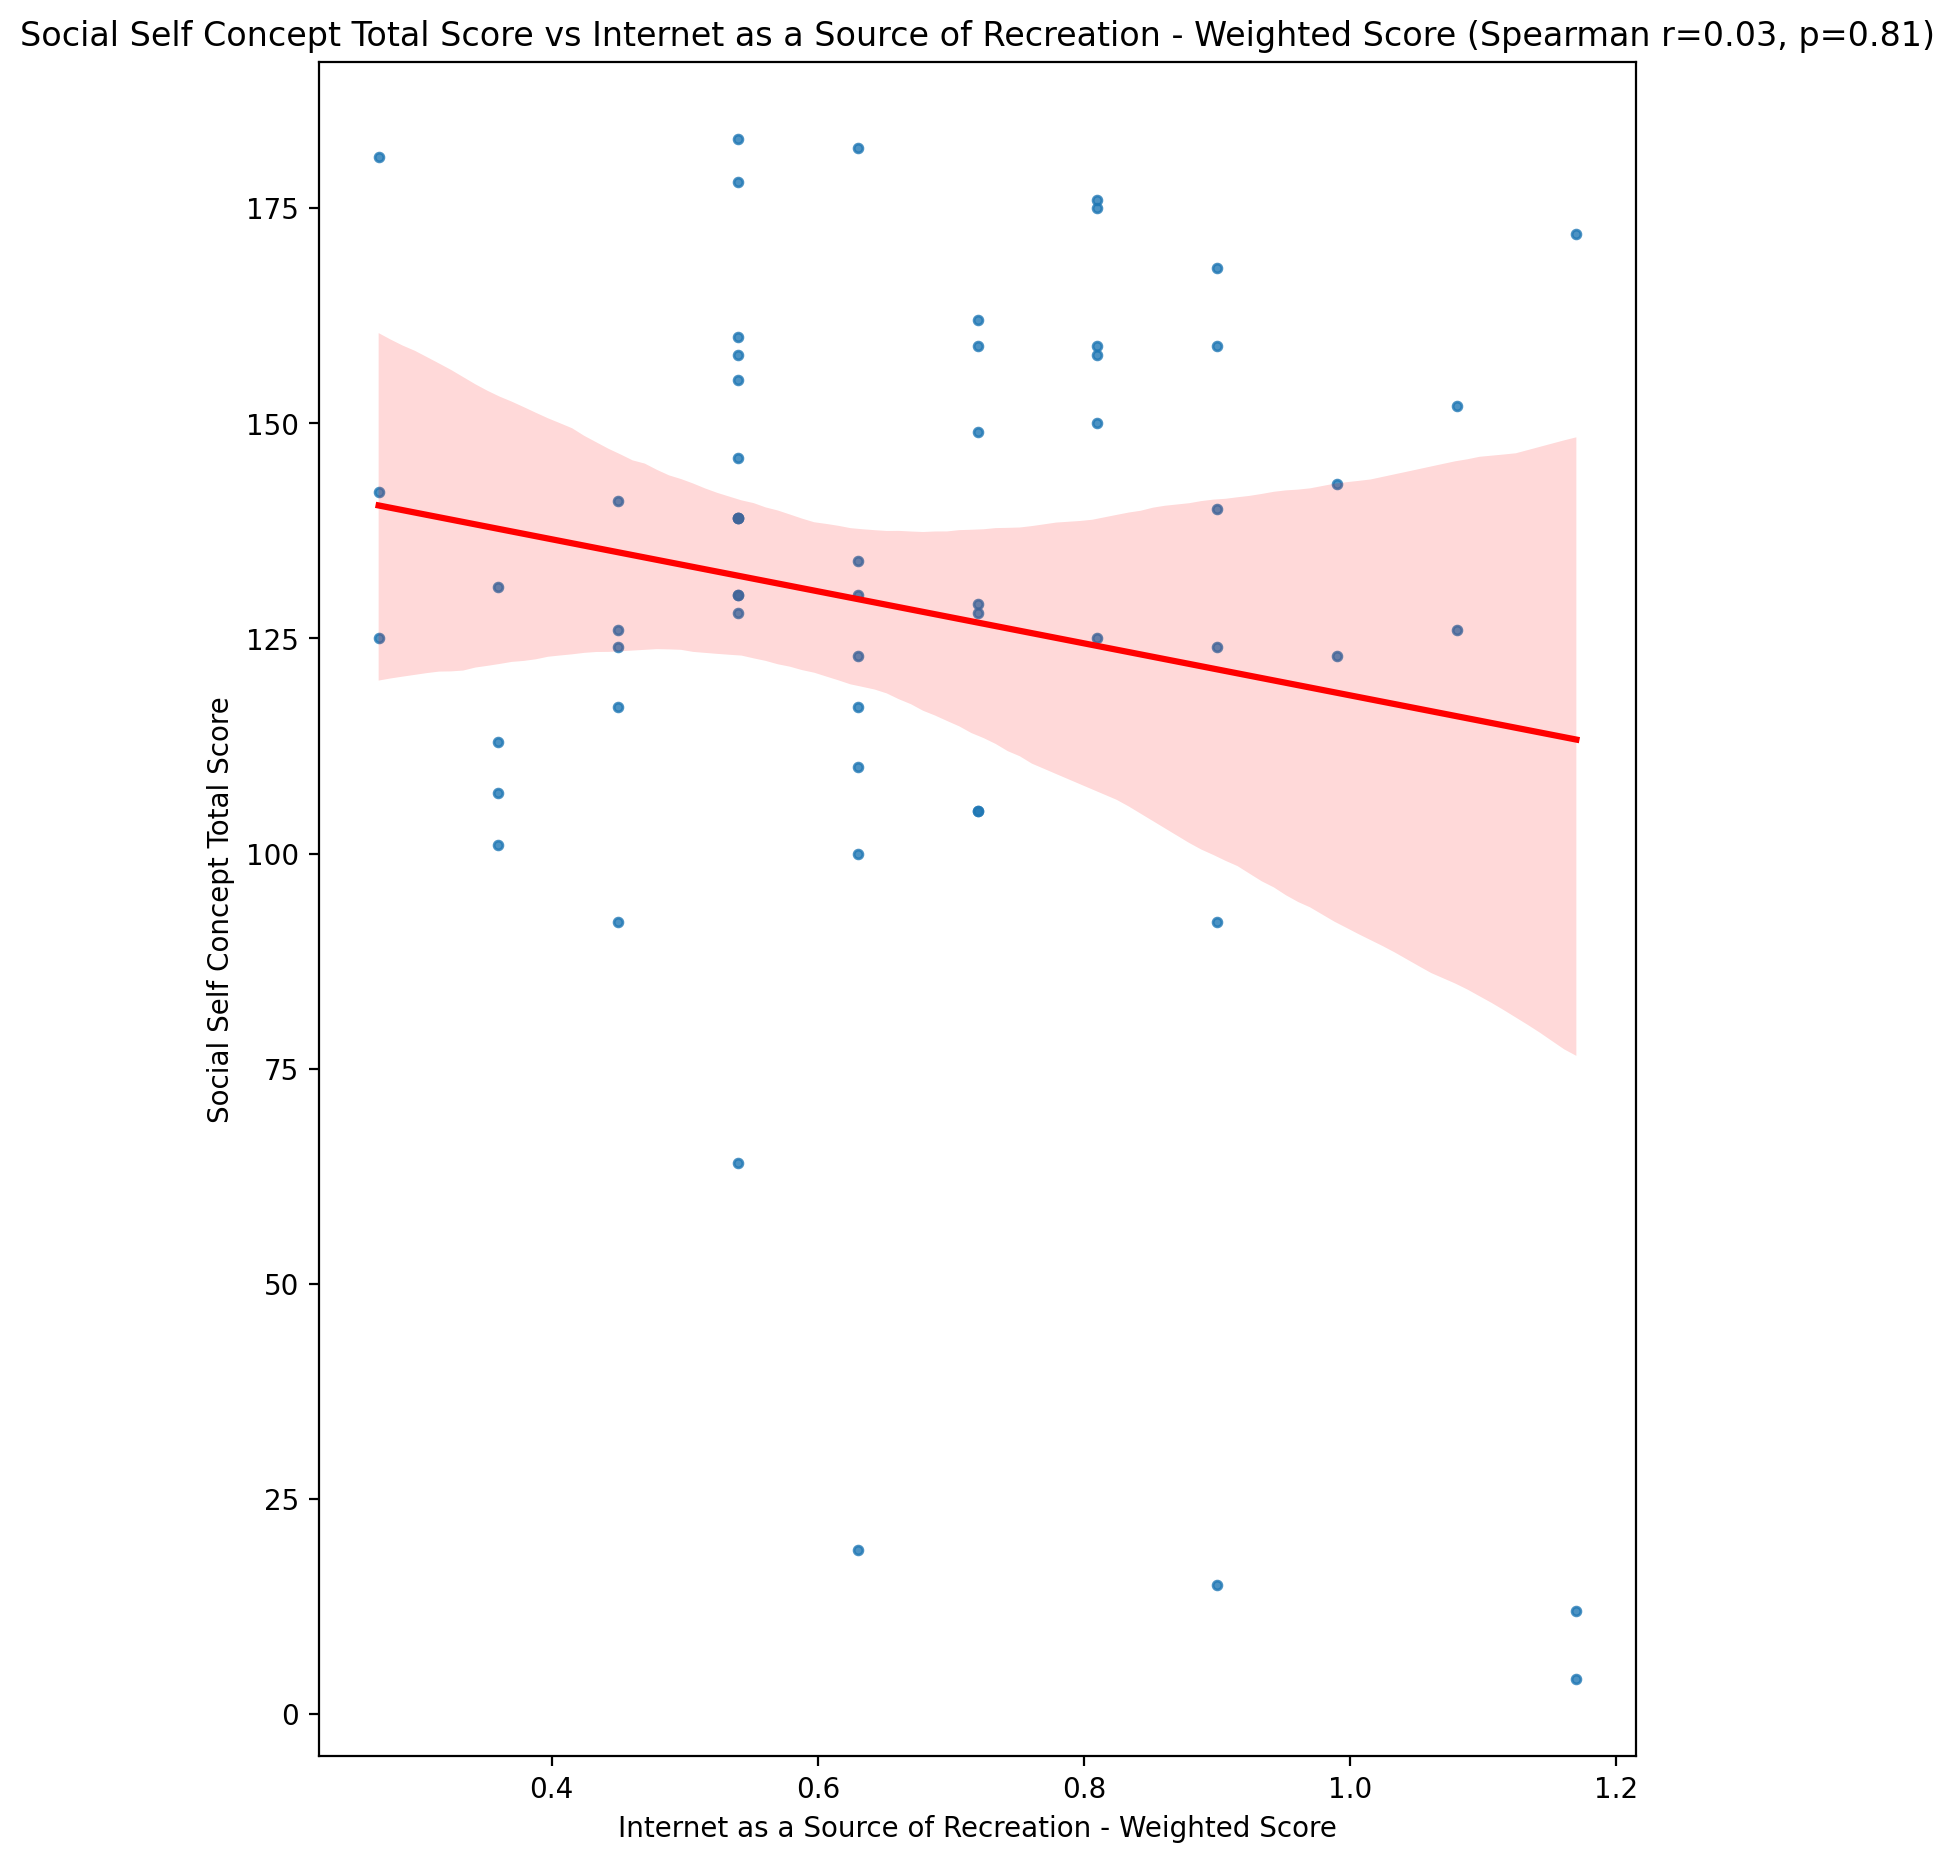 Social Self Concept Total Score vs Internet as a Source of Recreation - Weighted Score (Spearman r=0.03, p=0.81)
175
150
125
100
75
50
25
0
Social Self Concept Total Score
0.4 0.6 0.8 1.0 1.2
Internet as a Source of Recreation - Weighted Score